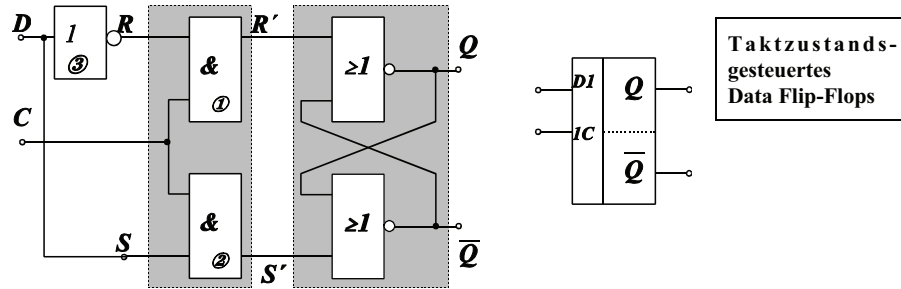 D
1
③
R
&
①
R´
≥1
Q
C
S
&
②
S´
≥1
Q̅
D1
Q
1C
Q̅
Taktzustands-
gesteuertes
Data Flip-Flops